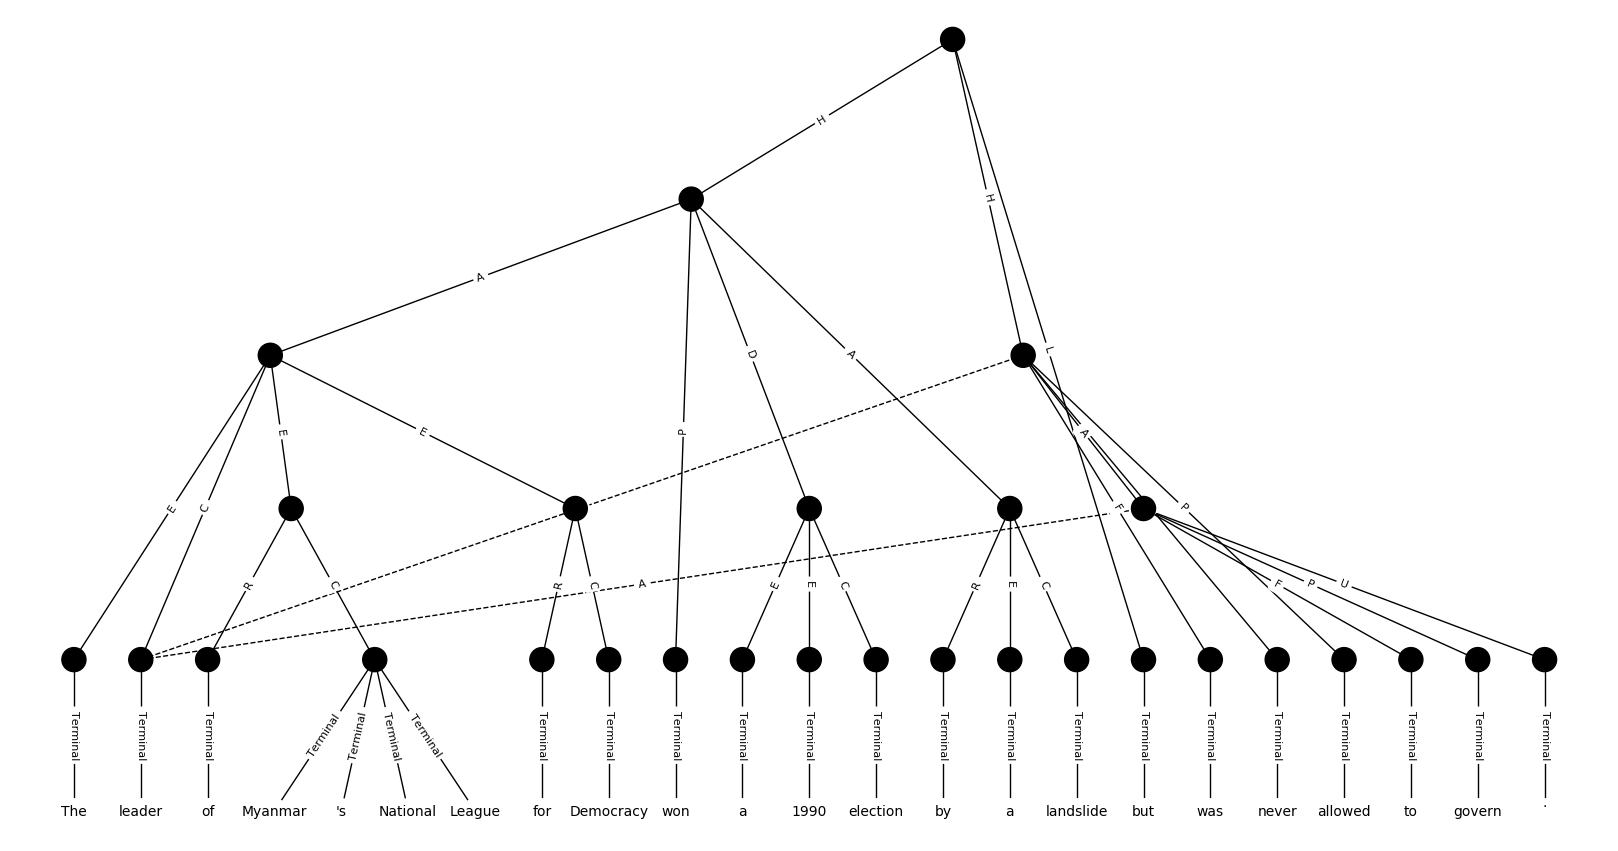 H
H
A
L
D
A
P
E
E
A
E
C
F
P
R
C
R
C
A
E
E
C
R
E
C
F
P
U
Terminal Terminal Terminal Terminal Terminal Terminal Terminal Terminal Terminal Terminal Terminal Terminal Terminal Terminal Terminal Terminal Terminal Terminal Terminal Terminal Terminal Terminal Terminal
The leader of Myanmar 's National League for Democracy won a 1990 election by a landslide but was never allowed to govern .